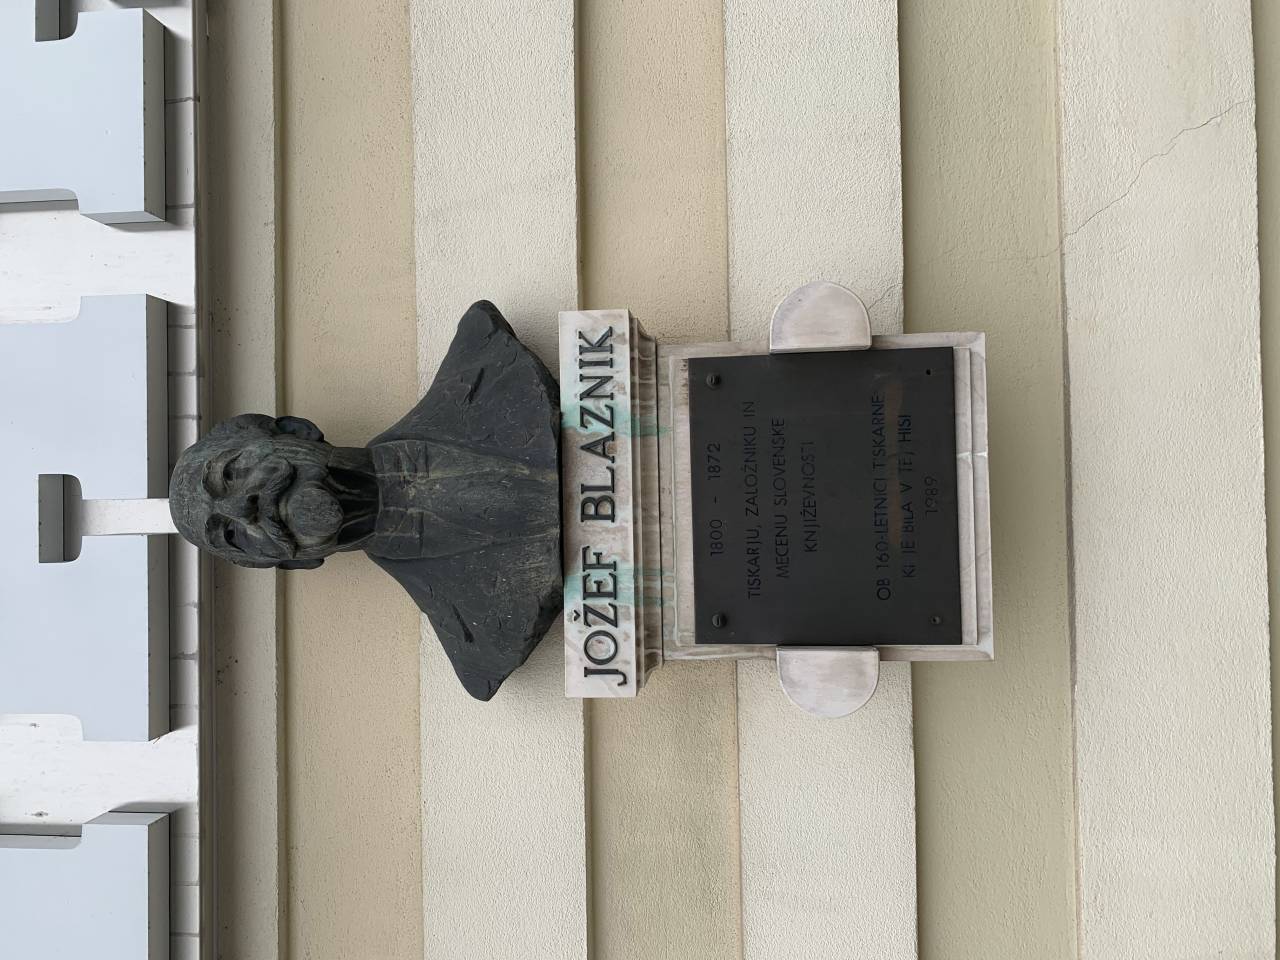 JOŽEF BLAZNIK
1800 - 1872
TISKARJU, ZALOŽNIKU IN
MECENU SLOVENSKE
KNJIŽEVNOSTI
OB 160-LETNICI TISKARNE,
KI JE BILA V TEJ HIŠI
1989